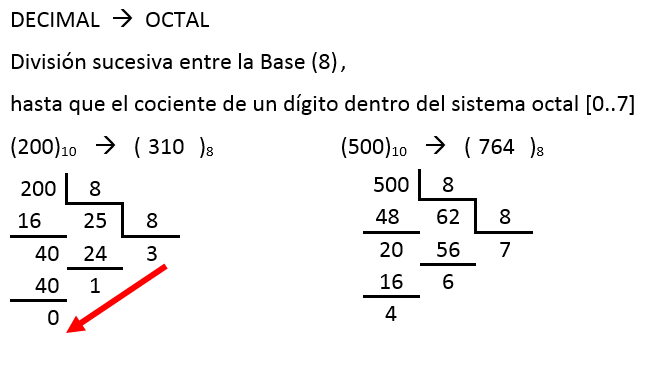 DECIMAL → OCTAL
División sucesiva entre la Base (8),
hasta que el cociente de un dígito dentro del sistema octal [0..7]
(200)₁₀ → ( 310 )₈
200 8
16 25 8
40 24 3
40 1
0
(500)₁₀ → ( 764 )₈
500 8
48 62 8
20 56 7
16 6
4